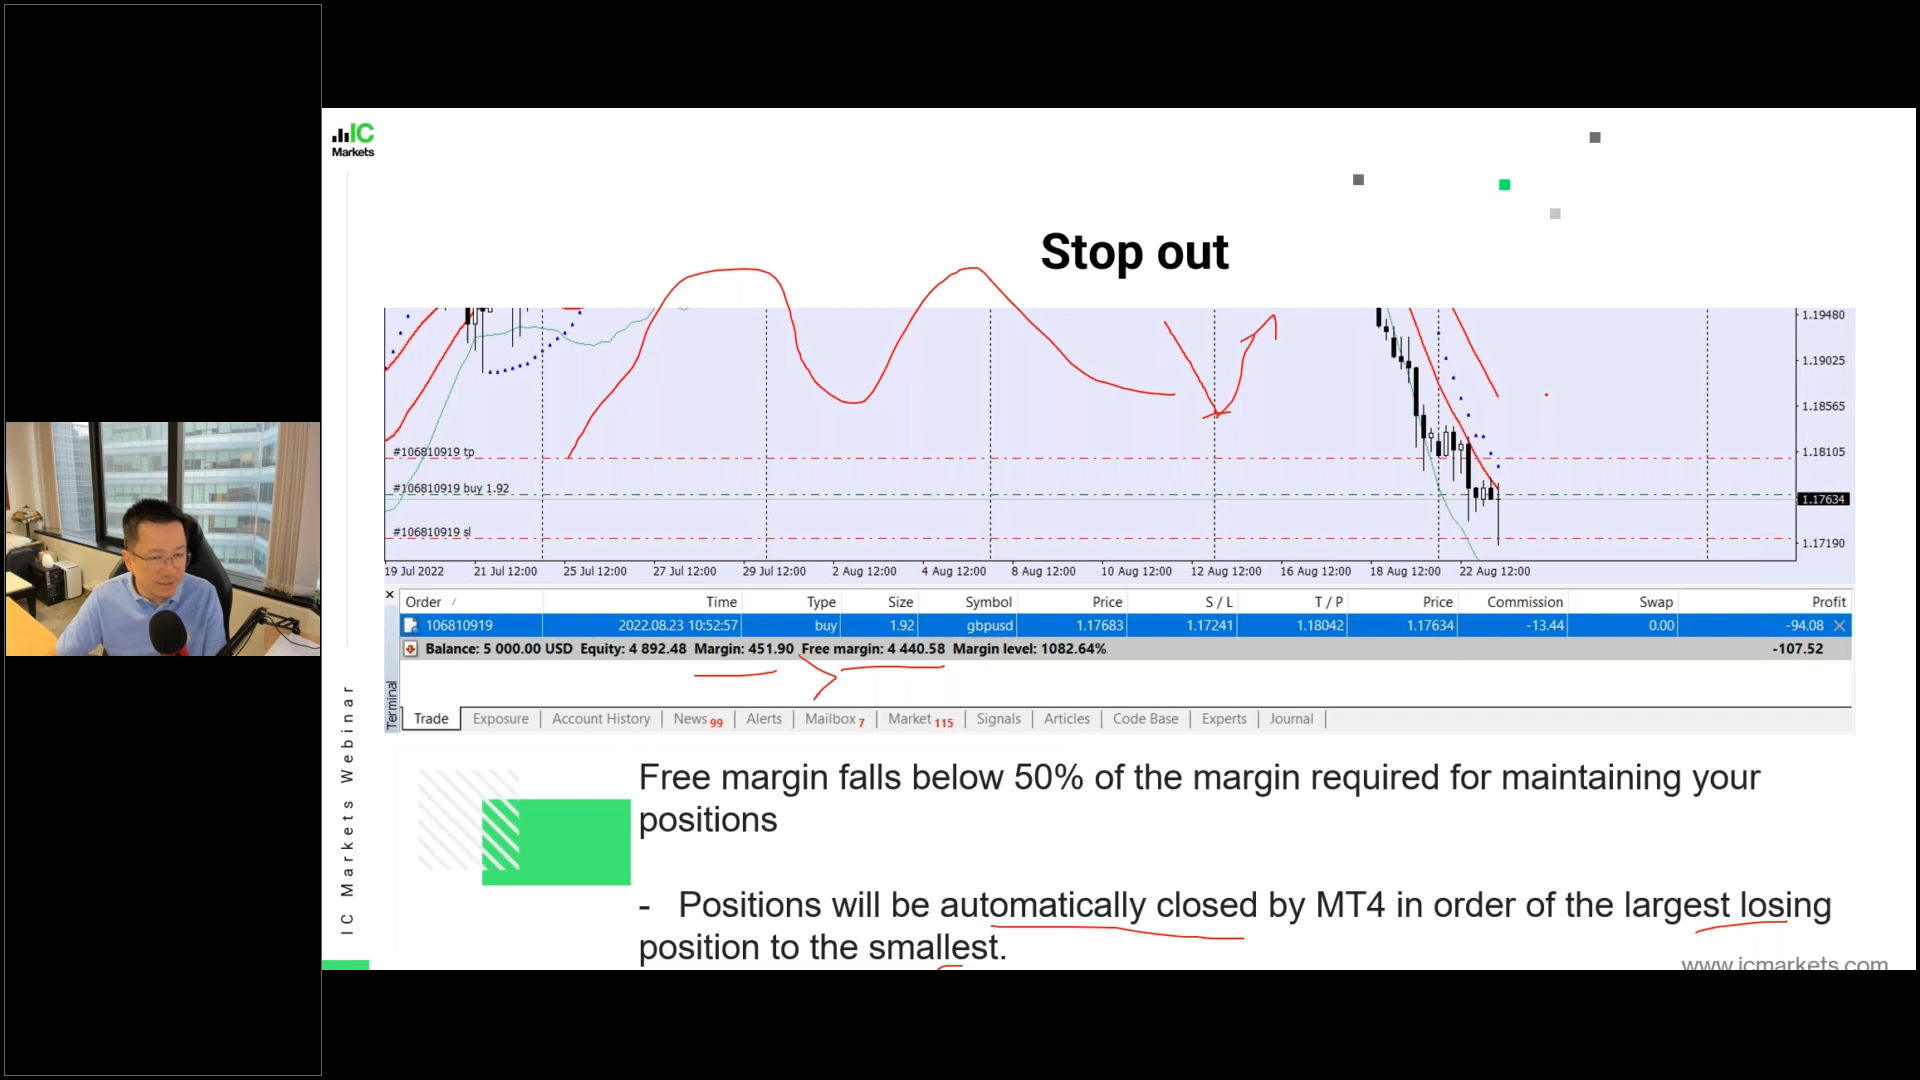 IC
Markets
Stop out
1.19480
1.19025
1.18565
#106810919 tp
1.18105
#106810919 buy 1.92
1.17634
#106810919 sl
1.17190
19 Jul 2022 21 Jul 12:00 25 Jul 12:00 27 Jul 12:00 29 Jul 12:00 2 Aug 12:00 4 Aug 12:00 8 Aug 12:00 10 Aug 12:00 12 Aug 12:00 16 Aug 12:00 18 Aug 12:00 22 Aug 12:00
Order / Time Type Size Symbol Price S / L T / P Price Commission Swap Profit
106810919 2022.08.23 10:52:57 buy 1.92 gbpusd 1.17683 1.17241 1.18042 1.17634 -13.44 0.00 -94.08
Balance: 5 000.00 USD Equity: 4 892.48 Margin: 451.90 Free margin: 4 440.58 Margin level: 1082.64% -107.52
Terminal
Trade Exposure Account History News 99 Alerts Mailbox 7 Market 115 Signals Articles Code Base Experts Journal
IC Markets Webinar
Free margin falls below 50% of the margin required for maintaining your
positions
- Positions will be automatically closed by MT4 in order of the largest losing
position to the smallest.
www.icmarkets.com